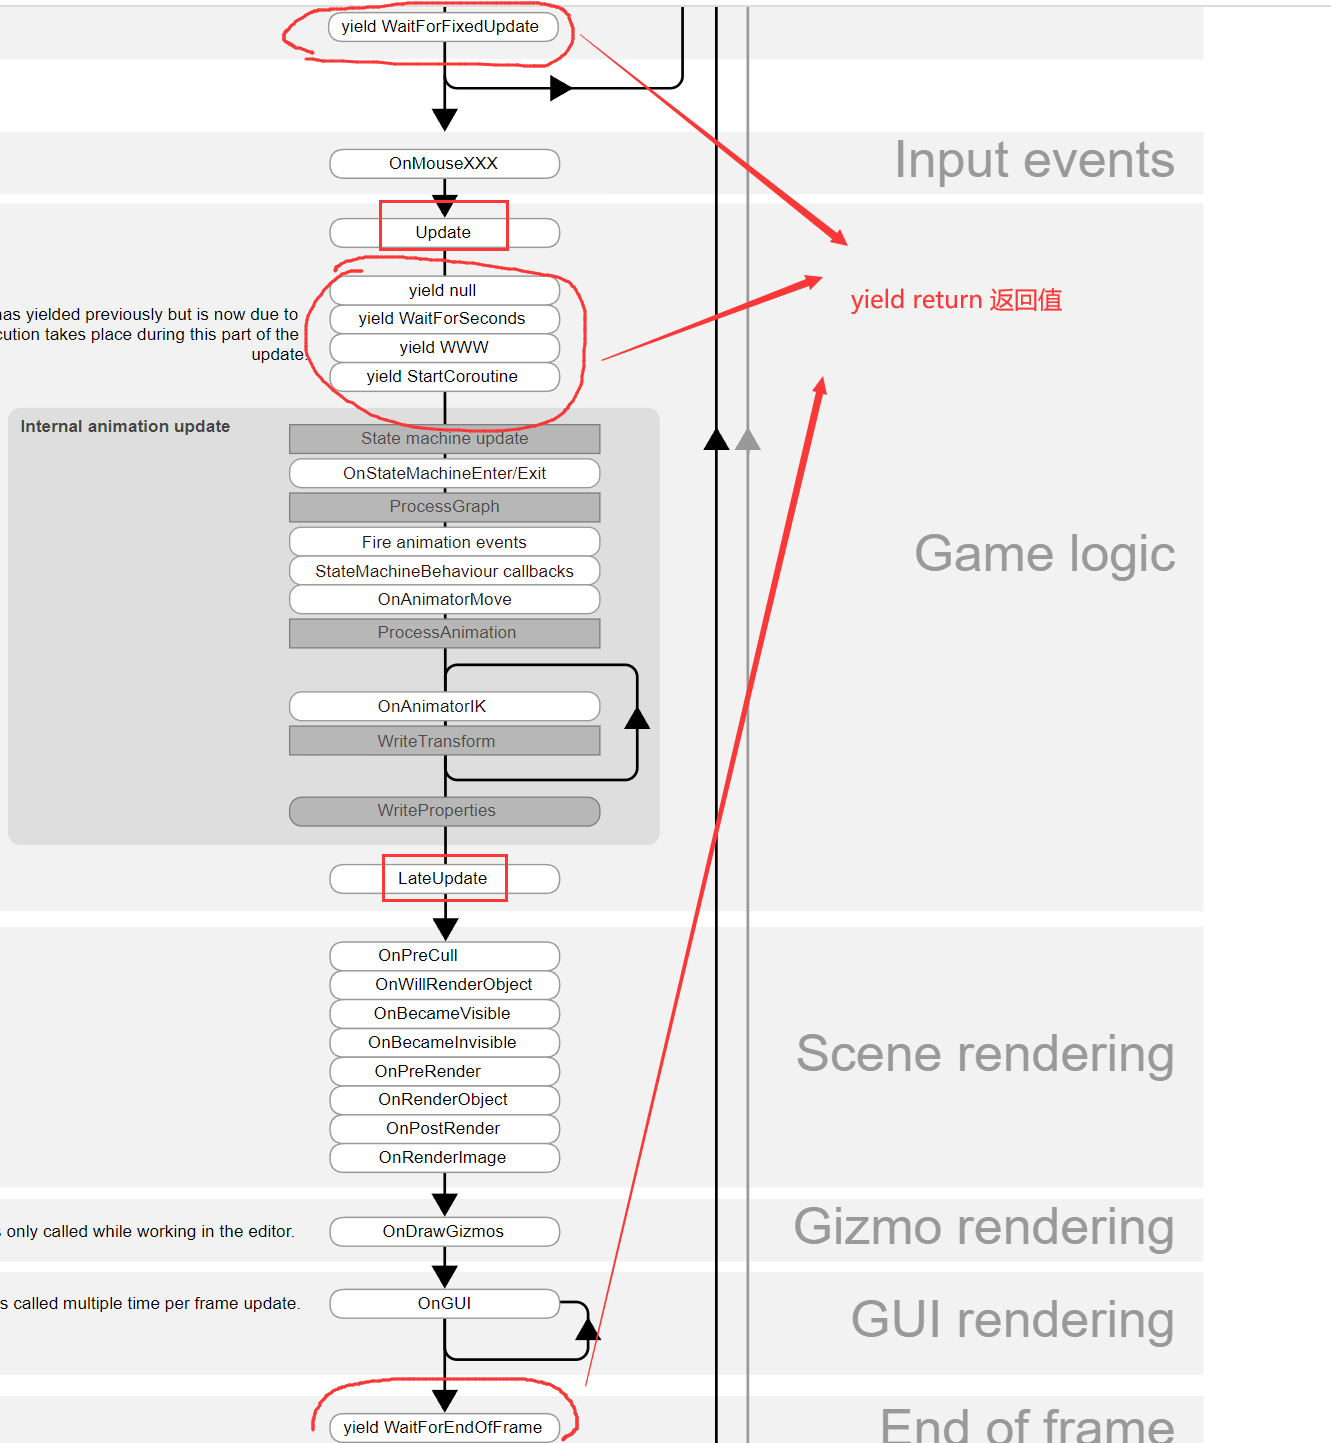 yield WaitForFixedUpdate
OnMouseXXX
Input events
Update
yield null
yield WaitForSeconds
yield WWW
yield StartCoroutine
has yielded previously but is now due to
cution takes place during this part of the
update.
yield return 返回值
Internal animation update
State machine update
OnStateMachineEnter/Exit
ProcessGraph
Fire animation events
StateMachineBehaviour callbacks
OnAnimatorMove
ProcessAnimation
Game logic
OnAnimatorIK
WriteTransform
WriteProperties
LateUpdate
OnPreCull
OnWillRenderObject
OnBecameVisible
OnBecameInvisible
OnPreRender
OnRenderObject
OnPostRender
OnRenderImage
Scene rendering
s only called while working in the editor.
OnDrawGizmos
Gizmo rendering
s called multiple time per frame update.
OnGUI
GUI rendering
yield WaitForEndOfFrame
End of frame